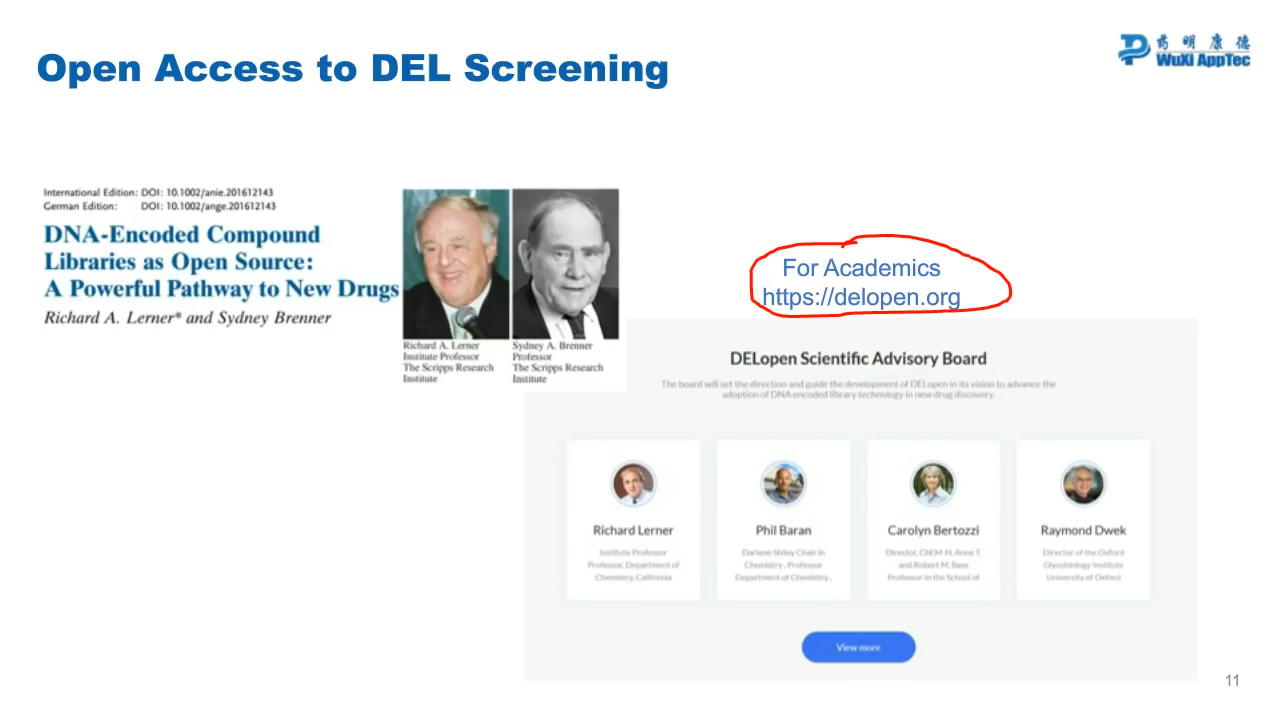 Open Access to DEL Screening
药明康德
WuXi AppTec
International Edition: DOI: 10.1002/anie.201612143
German Edition: DOI: 10.1002/ange.201612143
DNA-Encoded Compound
Libraries as Open Source:
A Powerful Pathway to New Drugs
Richard A. Lerner* and Sydney Brenner
Richard A. Lerner
Institute Professor
The Scripps Research
Institute
Sydney A. Brenner
Professor
The Scripps Research
Institute
For Academics
https://delopen.org
DELopen Scientific Advisory Board
The board will set the direction and guide the development of DELopen in its vision to advance the
adoption of DNA encoded library technology in new drug discovery.
Richard Lerner
Institute Professor
Professor, Department of
Chemistry, California
Phil Baran
Darlene Shiley Chair in
Chemistry , Professor
Department of Chemistry ,
Carolyn Bertozzi
Director, ChEM-H, Anne T.
and Robert M. Bass
Professor in the School of
Raymond Dwek
Director of the Oxford
Glycobiology Institute
University of Oxford
View more
11